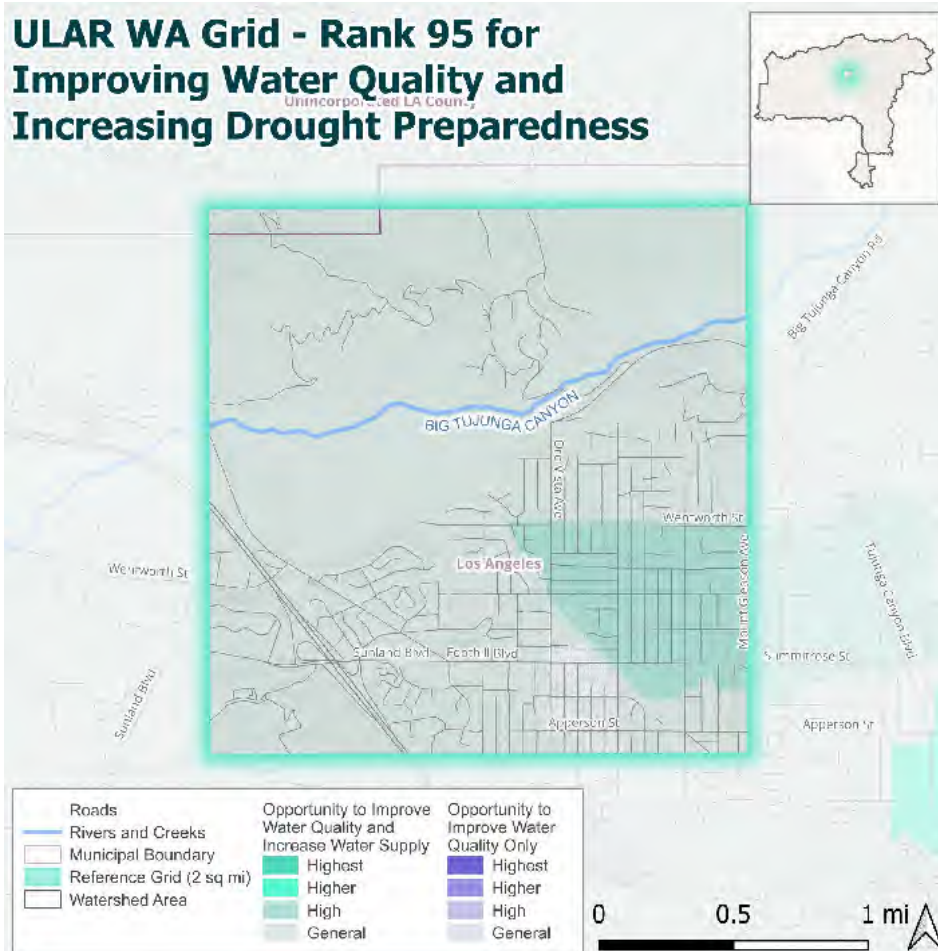 ULAR WA Grid - Rank 95 for
Improving Water Quality and
Unincorporated LA County
Increasing Drought Preparedness
Big Tujunga Canyon Rd
BIG TUJUNGA CANYON
Oro Vista Ave
Wentworth St
Los Angeles
Mount Gleason Ave
Tujunga Canyon Blvd
Wentworth St
Sunland Blvd
Foothill Blvd
Summitrose St
Sunland Blvd
Apperson St
Apperson St
Roads
Rivers and Creeks
Municipal Boundary
Reference Grid (2 sq mi)
Watershed Area
Opportunity to Improve
Water Quality and
Increase Water Supply
Highest
Higher
High
General
Opportunity to
Improve Water
Quality Only
Highest
Higher
High
General
0 0.5 1 mi